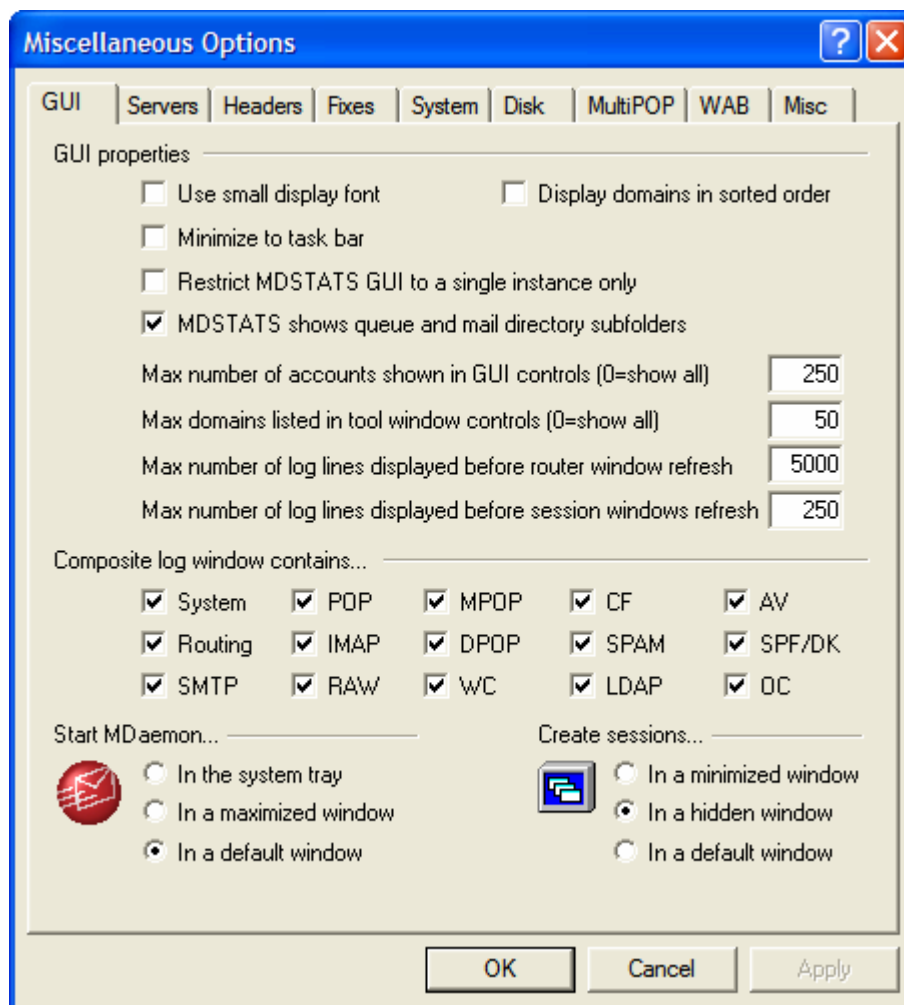 Miscellaneous Options
GUI Servers Headers Fixes System Disk MultiPOP WAB Misc
GUI properties
Use small display font Display domains in sorted order
Minimize to task bar
Restrict MDSTATS GUI to a single instance only
MDSTATS shows queue and mail directory subfolders
Max number of accounts shown in GUI controls (0=show all) 250
Max domains listed in tool window controls (0=show all) 50
Max number of log lines displayed before router window refresh 5000
Max number of log lines displayed before session windows refresh 250
Composite log window contains...
System POP MPOP CF AV
Routing IMAP DPOP SPAM SPF/DK
SMTP RAW WC LDAP OC
Start MDaemon... Create sessions...
In the system tray In a minimized window
In a maximized window In a hidden window
In a default window In a default window
OK Cancel Apply